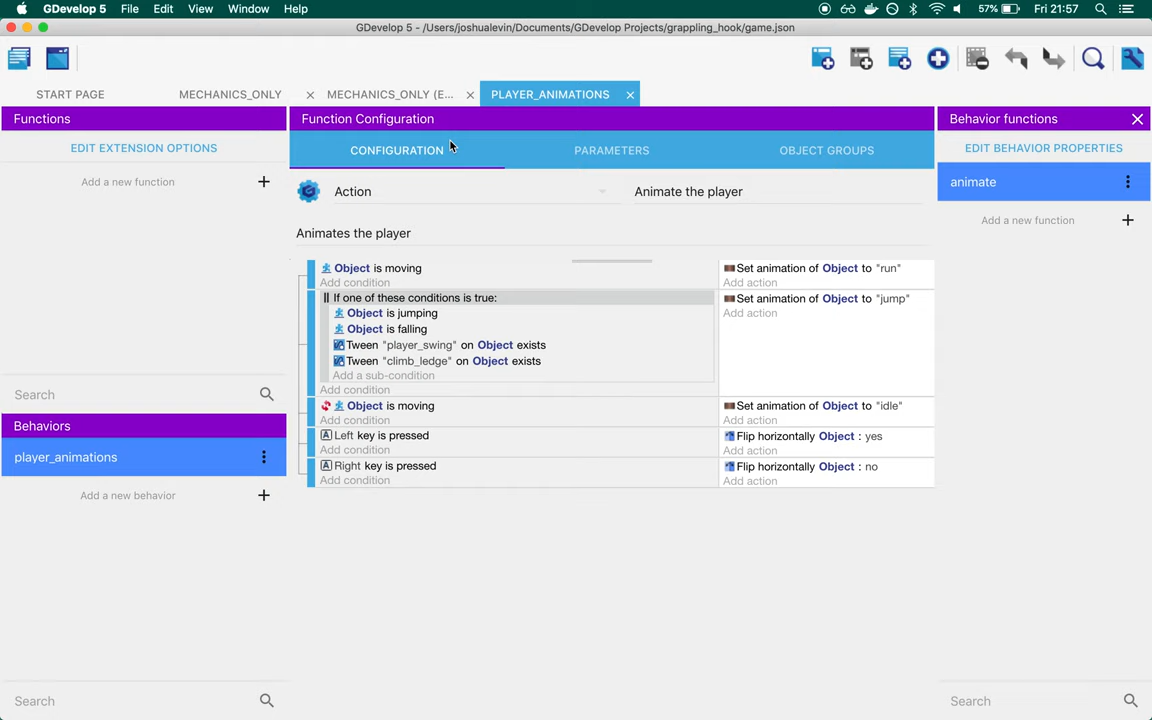 GDevelop 5 File Edit View Window Help 57% Fri 21:57
GDevelop 5 - /Users/joshualevin/Documents/GDevelop Projects/grappling_hook/game.json
START PAGE MECHANICS_ONLY MECHANICS_ONLY (E... PLAYER_ANIMATIONS
Functions
EDIT EXTENSION OPTIONS
Add a new function
Search
Behaviors
player_animations
Add a new behavior
Search
Function Configuration
CONFIGURATION PARAMETERS OBJECT GROUPS
Action Animate the player
Animates the player
Object is moving Set animation of Object to "run"
Add condition Add action
If one of these conditions is true: Set animation of Object to "jump"
Object is jumping Add action
Object is falling
Tween "player_swing" on Object exists
Tween "climb_ledge" on Object exists
Add a sub-condition
Add condition
Object is moving Set animation of Object to "idle"
Add condition Add action
Left key is pressed Flip horizontally Object : yes
Add condition Add action
Right key is pressed Flip horizontally Object : no
Add condition Add action
Behavior functions
EDIT BEHAVIOR PROPERTIES
animate
Add a new function
Search